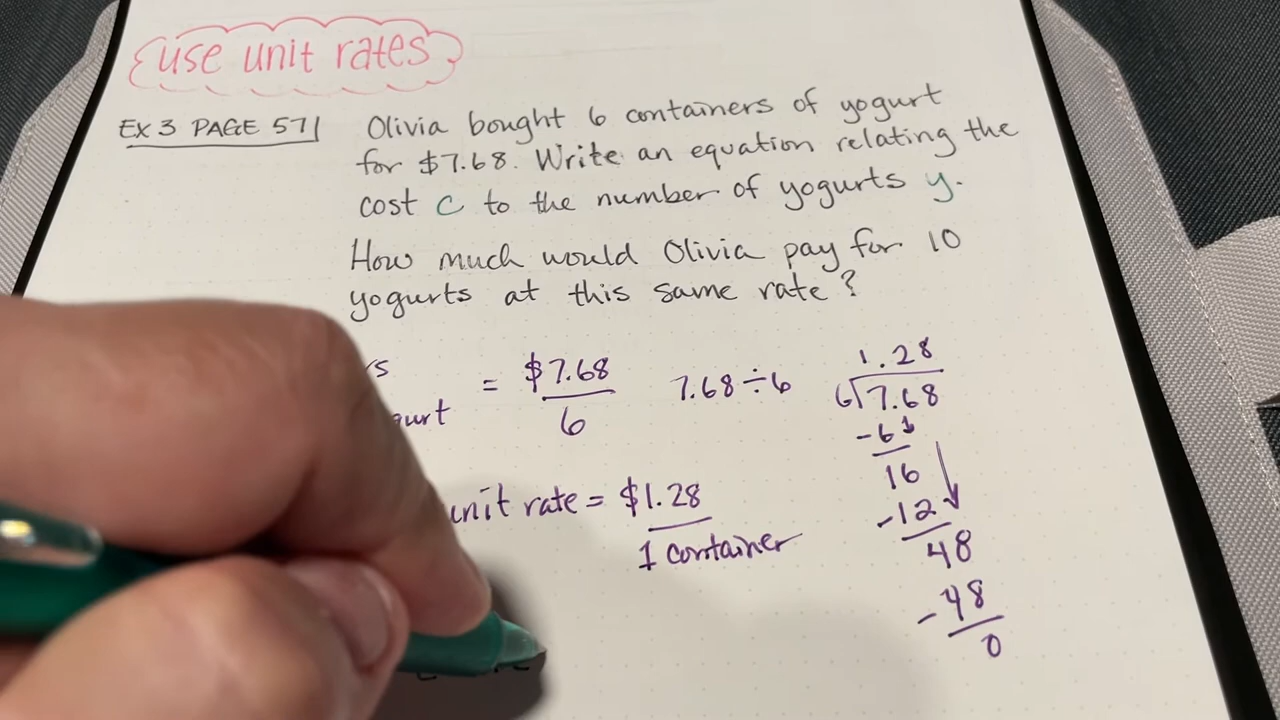 use unit rates
Ex 3 PAGE 571
Olivia bought 6 containers of yogurt
for $7.68. Write an equation relating the
cost c to the number of yogurts y.
How much would Olivia pay for 10
yogurts at this same rate?
= $7.68
6
7.68÷6
1.28
6)7.68
-6↓
16
-12
48
-48
0
unit rate = $1.28
1 container